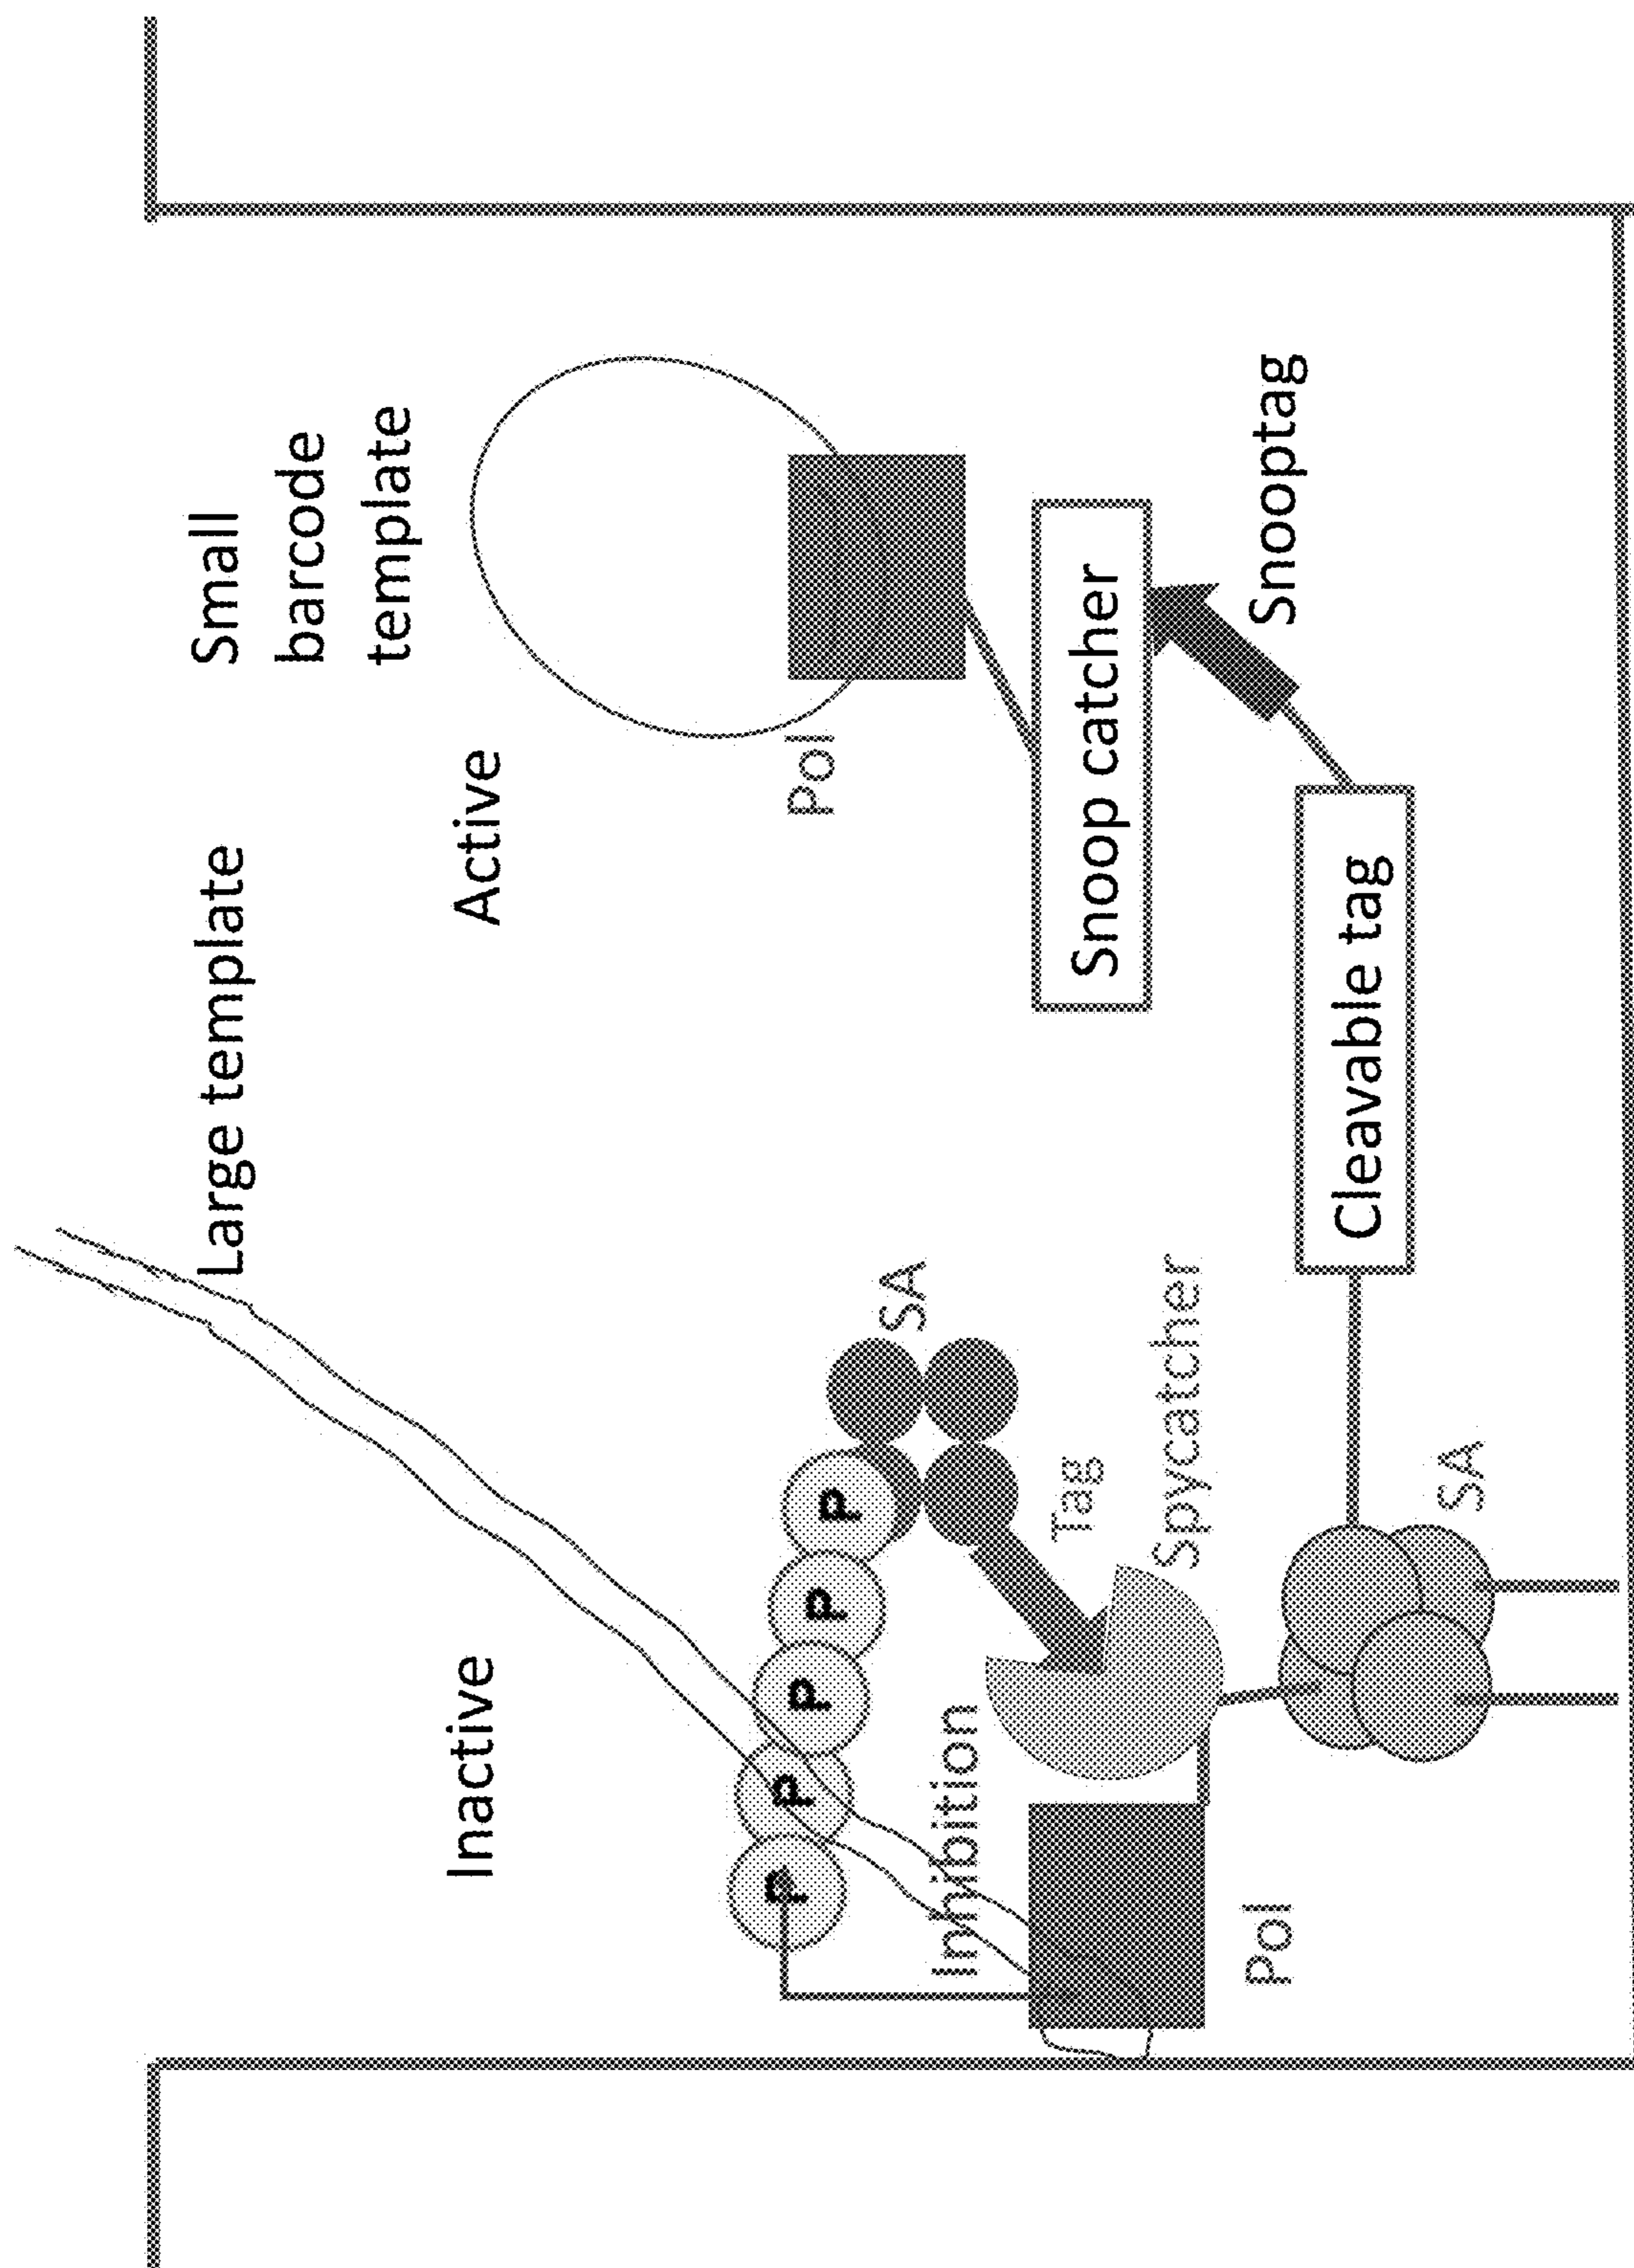 Large template
Small
barcode
template
Inactive
Active
P
P
P
P
P
SA
Pol
Inhibition
Tag
Snoop catcher
Spycatcher
Pol
Snooptag
Cleavable tag
SA